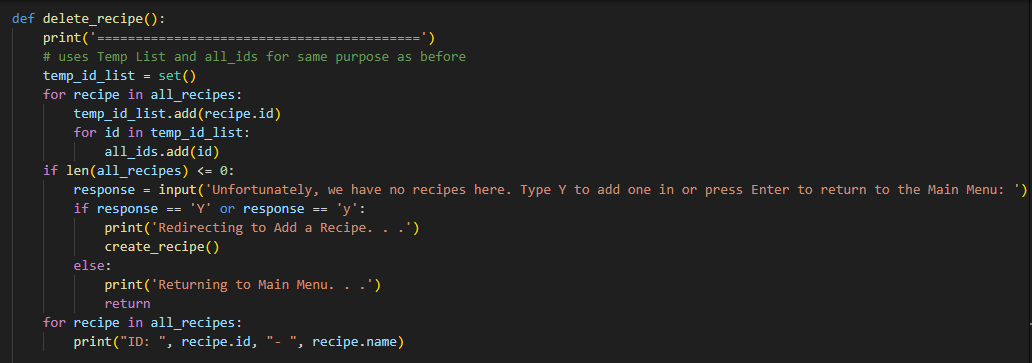 def delete_recipe():
    print('==========================================')
    # uses Temp List and all_ids for same purpose as before
    temp_id_list = set()
    for recipe in all_recipes:
        temp_id_list.add(recipe.id)
        for id in temp_id_list:
            all_ids.add(id)
    if len(all_recipes) <= 0:
        response = input('Unfortunately, we have no recipes here. Type Y to add one in or press Enter to return to the Main Menu: ')
        if response == 'Y' or response == 'y':
            print('Redirecting to Add a Recipe. . .')
            create_recipe()
        else:
            print('Returning to Main Menu. . .')
            return
    for recipe in all_recipes:
        print("ID: ", recipe.id, "- ", recipe.name)